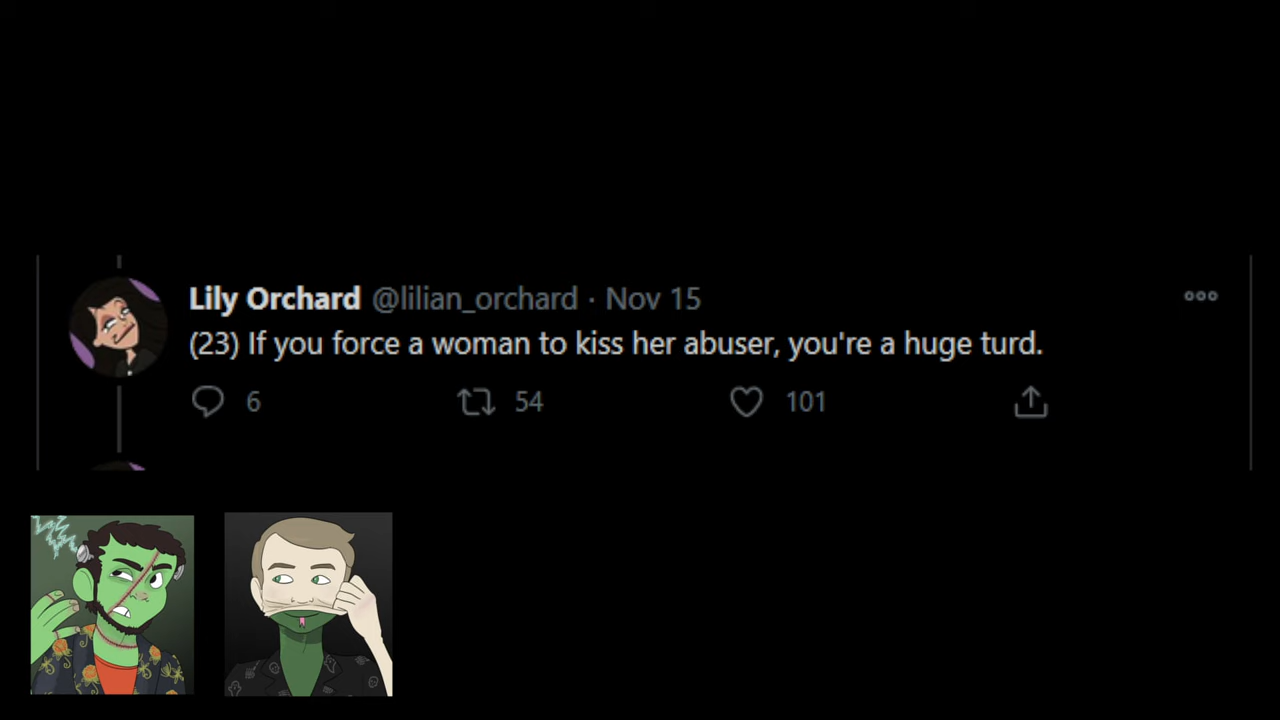 Lily Orchard @lilian_orchard · Nov 15
(23) If you force a woman to kiss her abuser, you're a huge turd.
6 54 101